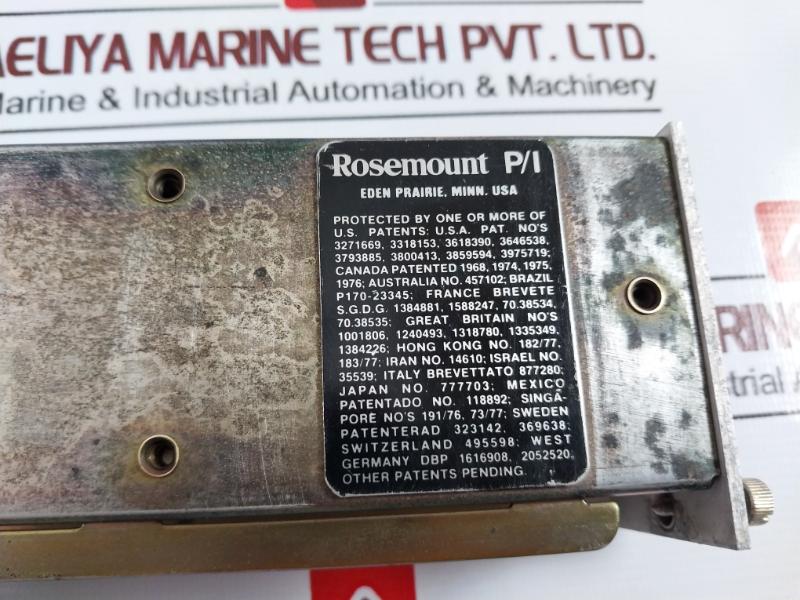 AELIYA MARINE TECH PVT. LTD.
Marine & Industrial Automation & Machinery
Rosemount P/I
EDEN PRAIRIE, MINN. USA
PROTECTED BY ONE OR MORE OF
U.S. PATENTS: U.S.A. PAT. NO'S
3271669, 3318153, 3618390, 3646538,
3793885, 3800413, 3859594, 3975719;
CANADA PATENTED 1968, 1974, 1975,
1976; AUSTRALIA NO. 457102; BRAZIL
P170-23345; FRANCE BREVETE
S.G.D.G. 1384881, 1588247, 70.38534,
70.38535; GREAT BRITAIN NO'S
1001806, 1240493, 1318780, 1335349,
1384226; HONG KONG NO. 182/77,
183/77; IRAN NO. 14610; ISRAEL NO.
35539; ITALY BREVETTATO 877280;
JAPAN NO. 777703; MEXICO
PATENTADO NO. 118892; SINGA-
PORE NO'S 191/76, 73/77; SWEDEN
PATENTERAD 323142, 369638;
SWITZERLAND 495598; WEST
GERMANY DBP 1616908, 2052520,
OTHER PATENTS PENDING.
RINE
strial A